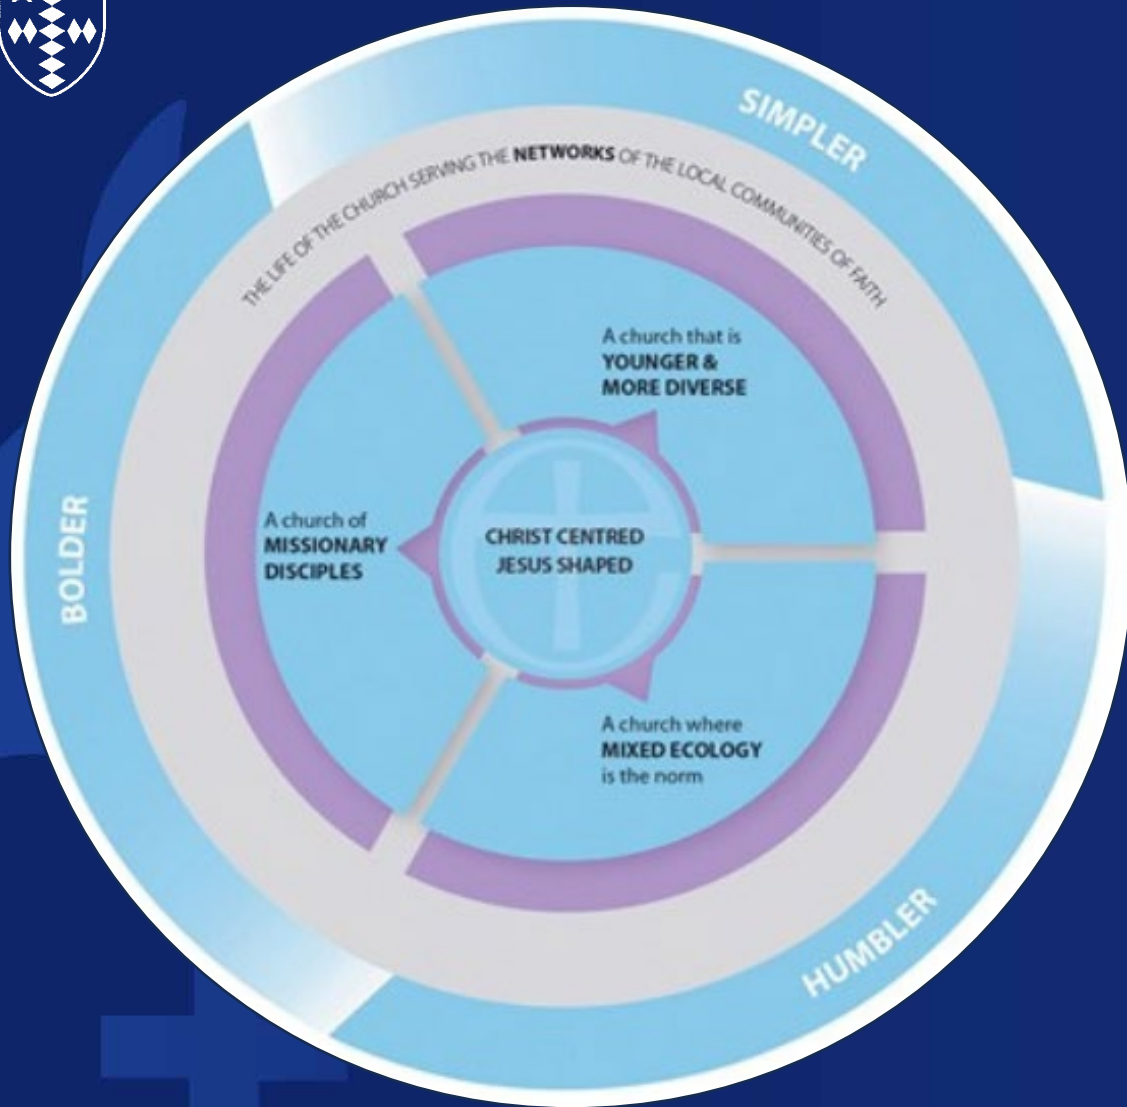 SIMPLER
THE LIFE OF THE CHURCH SERVING THE NETWORKS OF THE LOCAL COMMUNITIES OF FAITH
A church that is
YOUNGER &
MORE DIVERSE
A church of
MISSIONARY
DISCIPLES
CHRIST CENTRED
JESUS SHAPED
BOLDER
A church where
MIXED ECOLOGY
is the norm
HUMBLER